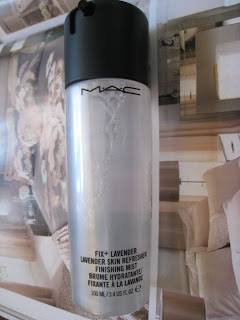 MAC
FIX+ LAVENDER
LAVENDER SKIN REFRESHER
FINISHING MIST
BRUME HYDRATANTE/
FIXANTE À LA LAVANDE
100 ML / 3.4 US FL OZ ℮